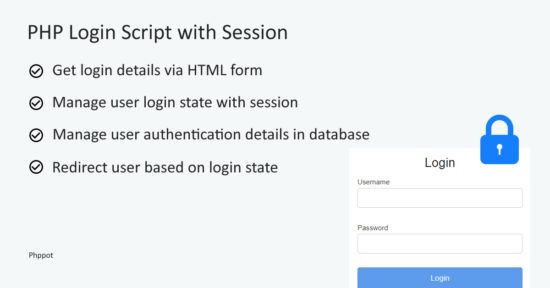 PHP Login Script with Session
Get login details via HTML form
Manage user login state with session
Manage user authentication details in database
Redirect user based on login state
Login
Username
Password
Login
Phppot